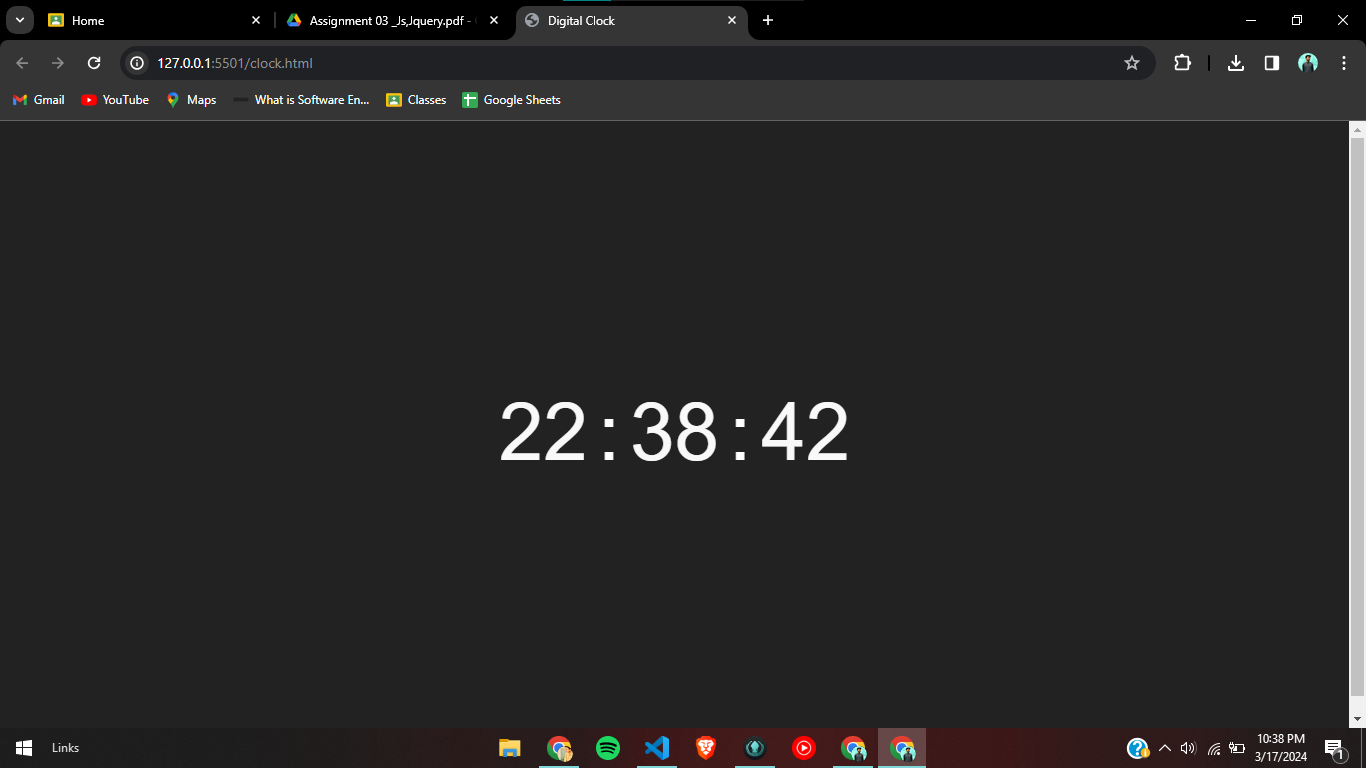 Home
Assignment 03 _Js,Jquery.pdf -
Digital Clock
127.0.0.1:5501/clock.html
Gmail
YouTube
Maps
What is Software En...
Classes
Google Sheets
22:38:42
Links
10:38 PM
3/17/2024
1